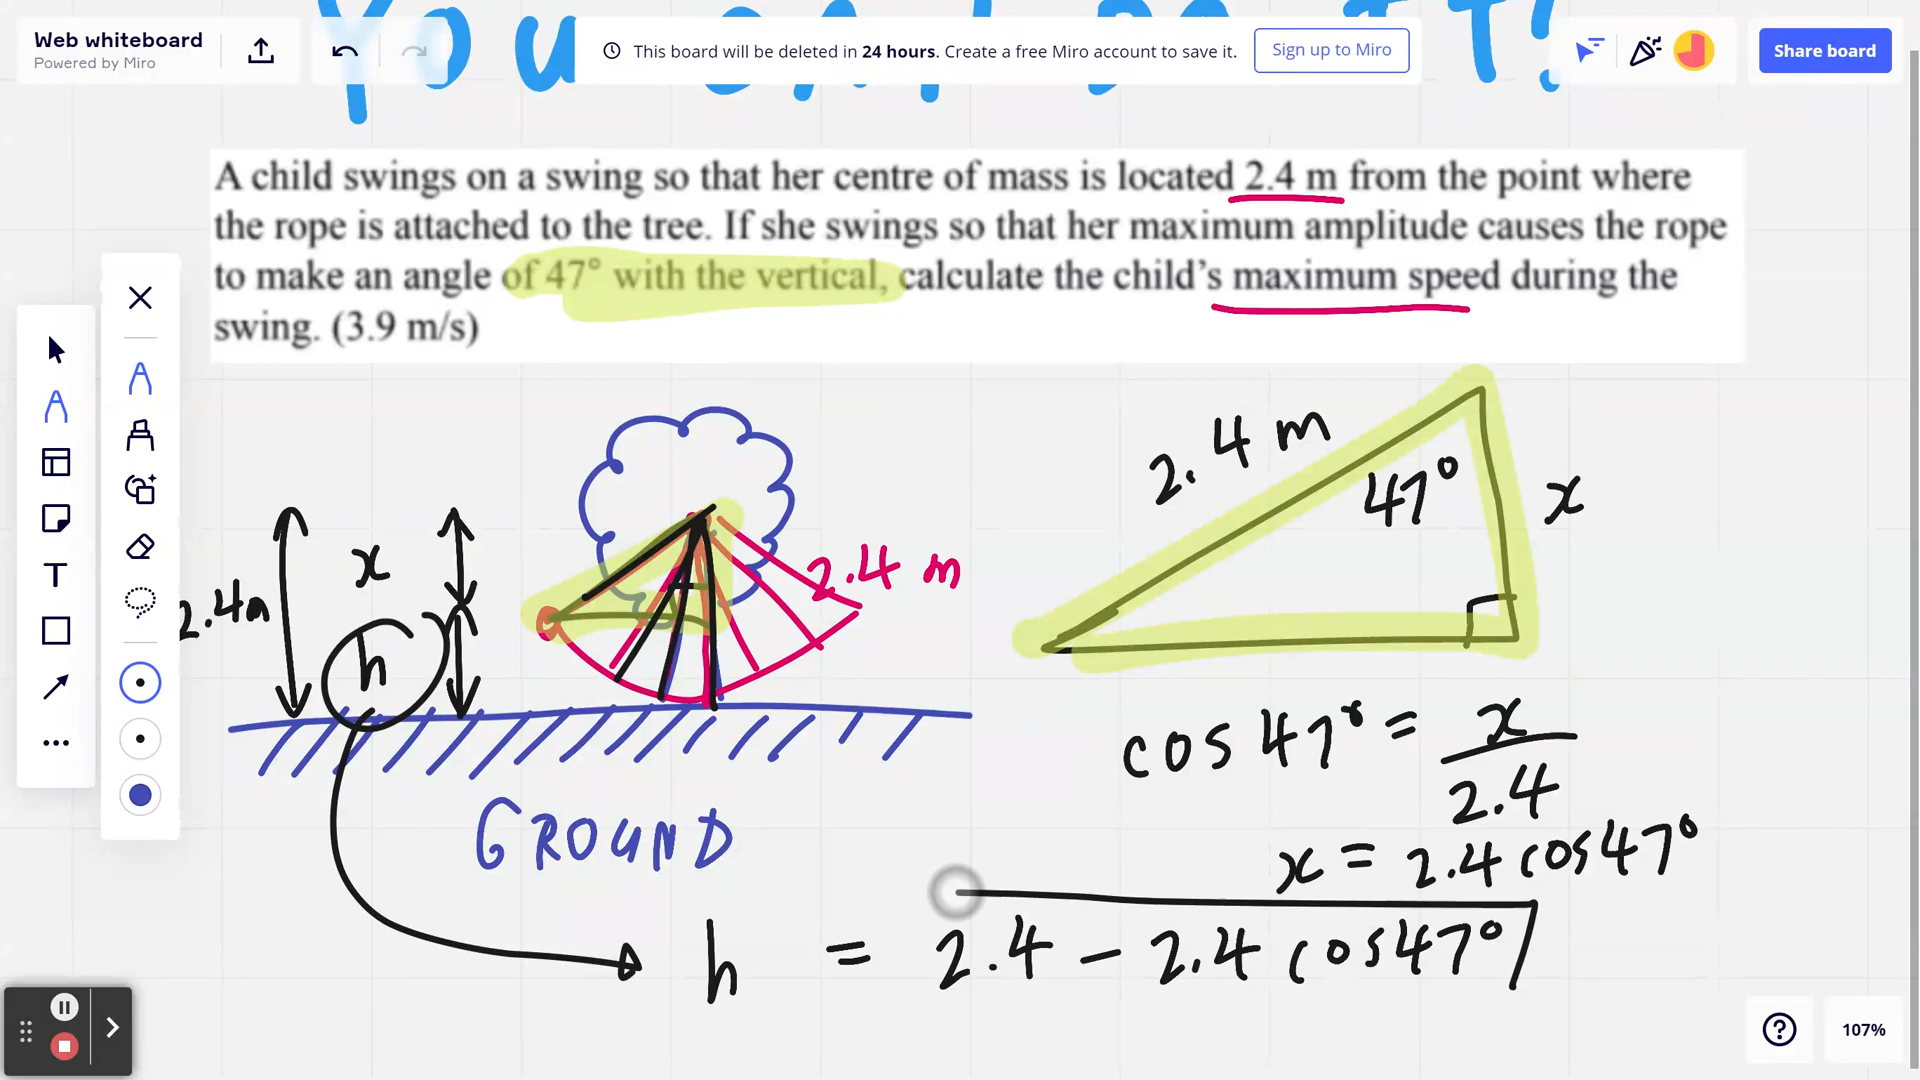 Web whiteboard
Powered by Miro
This board will be deleted in 24 hours. Create a free Miro account to save it.
Sign up to Miro
Share board
You
A child swings on a swing so that her centre of mass is located 2.4 m from the point where
the rope is attached to the tree. If she swings so that her maximum amplitude causes the rope
to make an angle of 47° with the vertical, calculate the child's maximum speed during the
swing. (3.9 m/s)
2.4 m
47°
x
2.4 m
x
2.4m
h
cos 47° = x
2.4
GROUND
x = 2.4 cos47°
h = 2.4 - 2.4 cos47°
T
107%